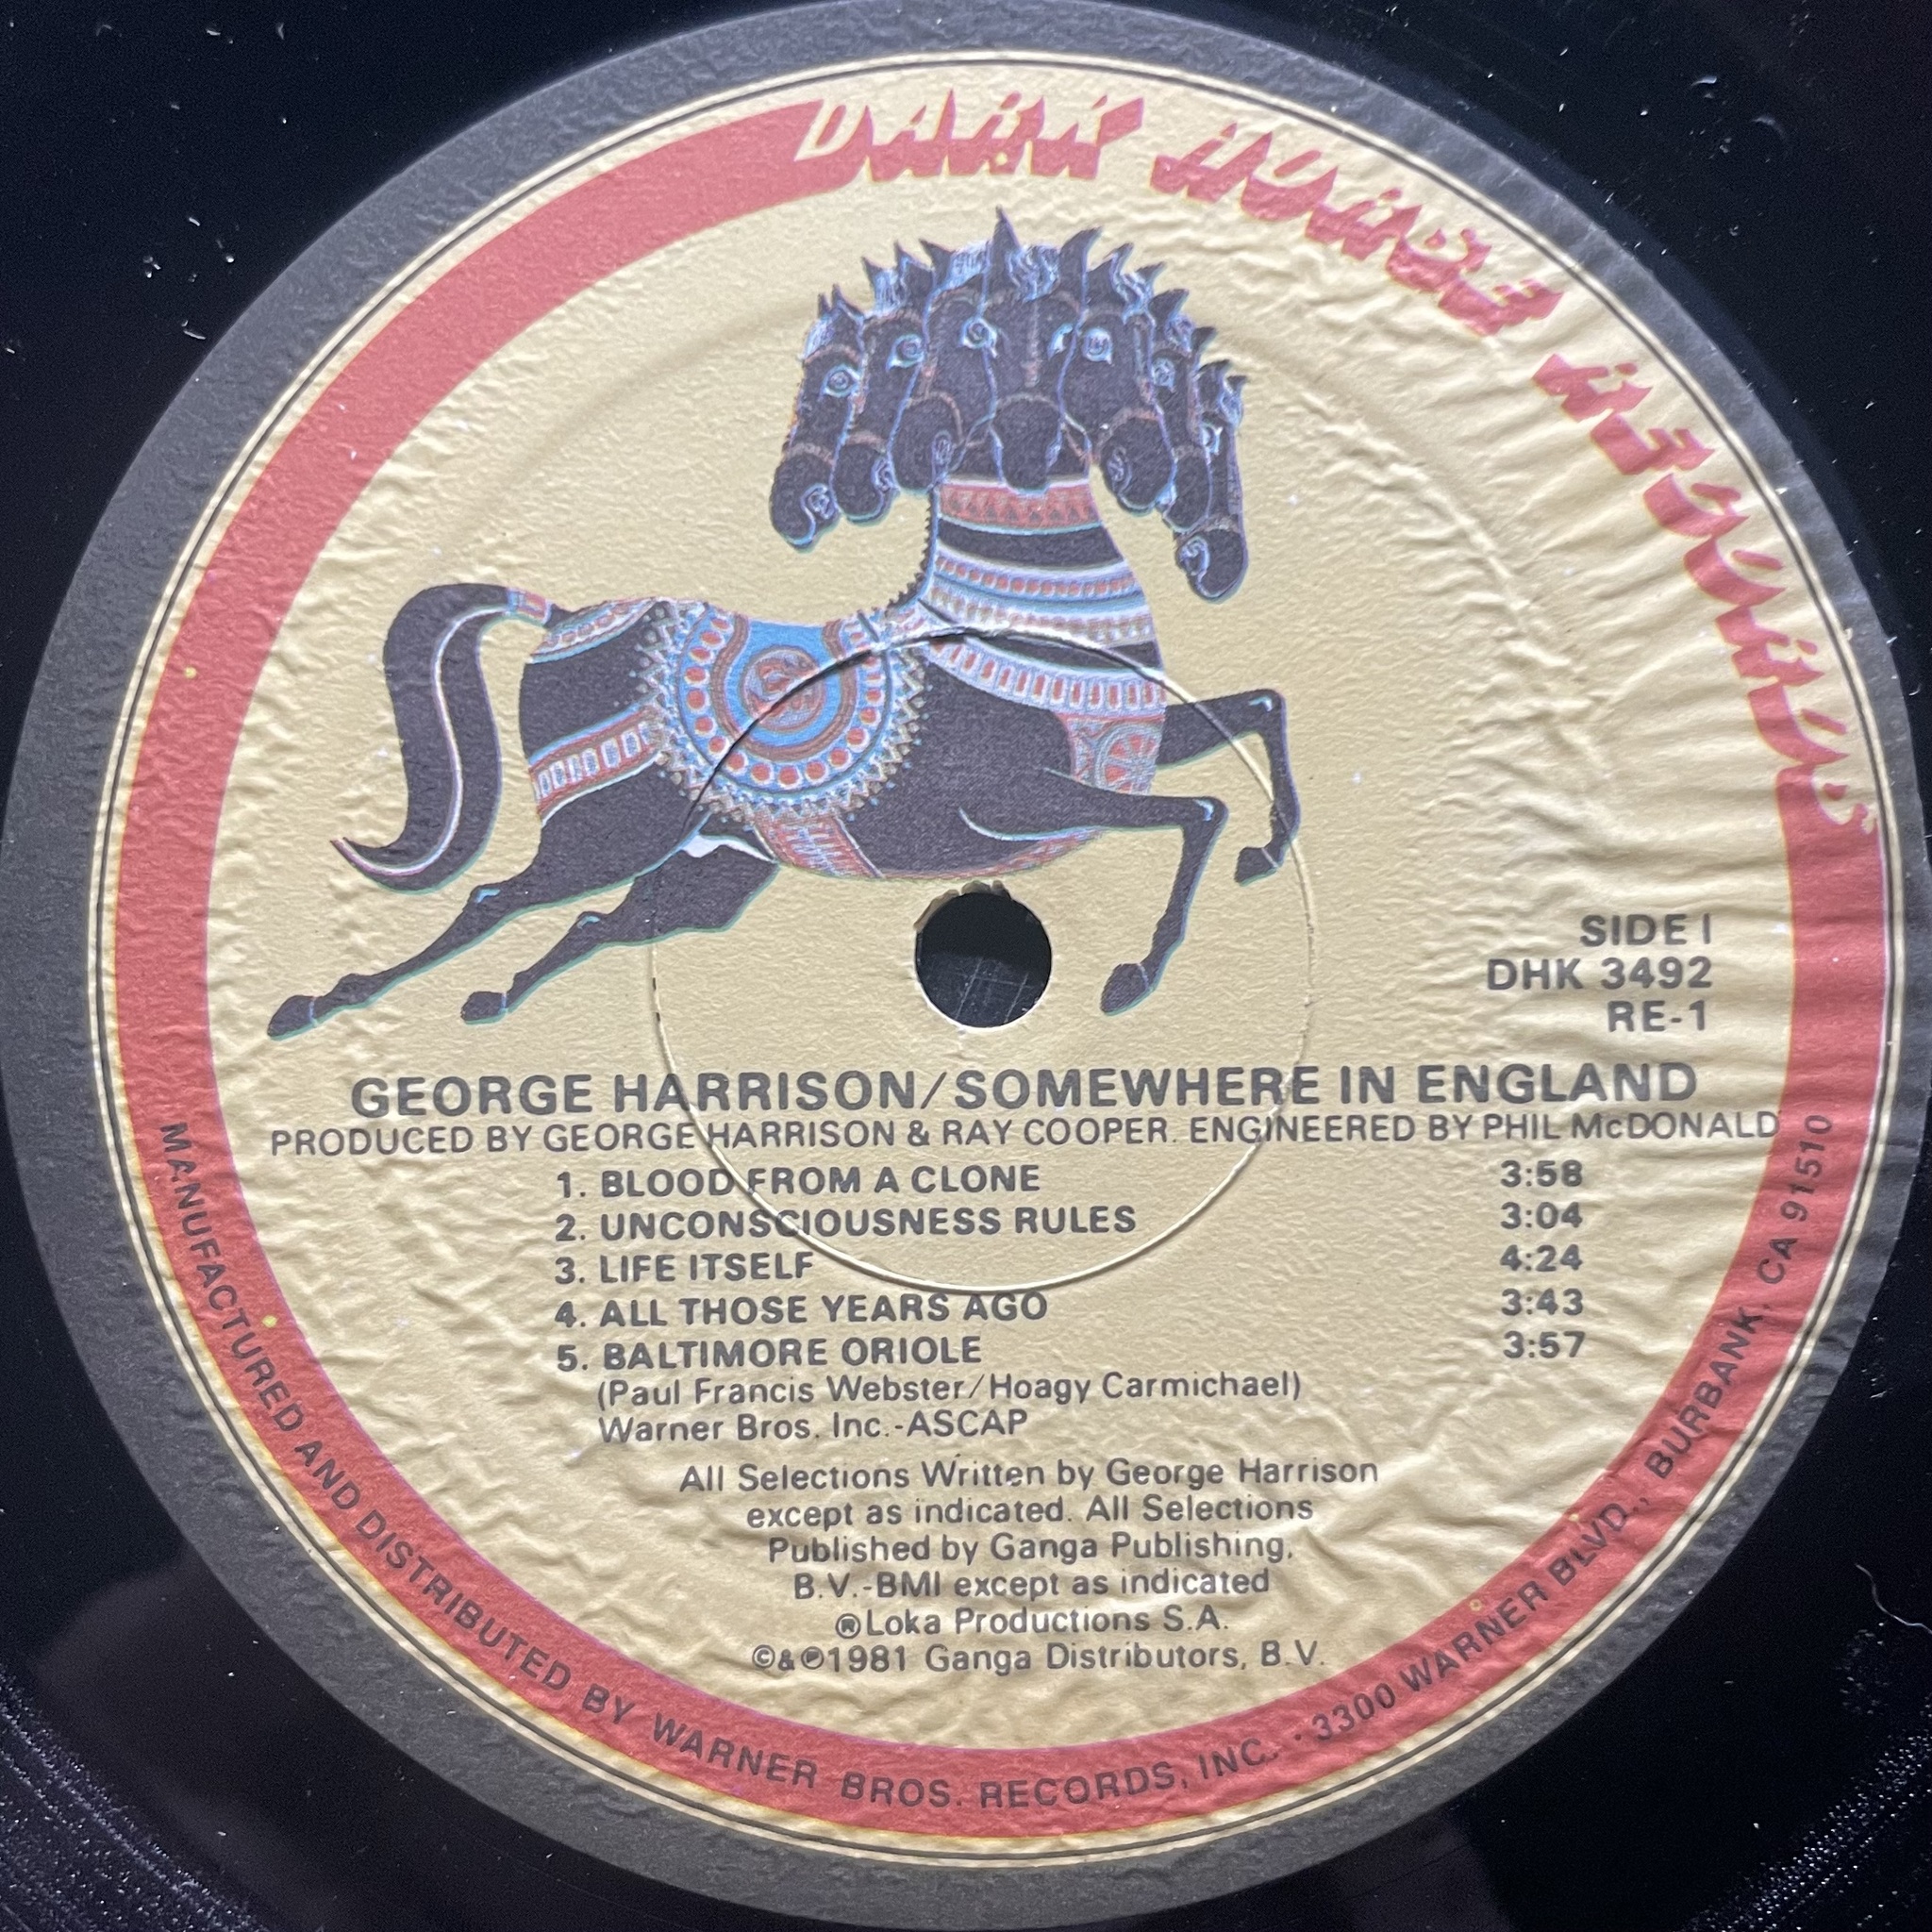 DARK HORSE RECORDS
SIDE I
DHK 3492
RE-1
GEORGE HARRISON/SOMEWHERE IN ENGLAND
PRODUCED BY GEORGE HARRISON & RAY COOPER. ENGINEERED BY PHIL McDONALD
1. BLOOD FROM A CLONE 3:58
2. UNCONSCIOUSNESS RULES 3:04
3. LIFE ITSELF 4:24
4. ALL THOSE YEARS AGO 3:43
5. BALTIMORE ORIOLE 3:57
(Paul Francis Webster/Hoagy Carmichael)
Warner Bros. Inc.-ASCAP
All Selections Written by George Harrison
except as indicated. All Selections
Published by Ganga Publishing,
B.V.-BMI except as indicated
®Loka Productions S.A.
©&℗1981 Ganga Distributors, B.V.
MANUFACTURED AND DISTRIBUTED BY WARNER BROS. RECORDS, INC. · 3300 WARNER BLVD., BURBANK, CA 91510